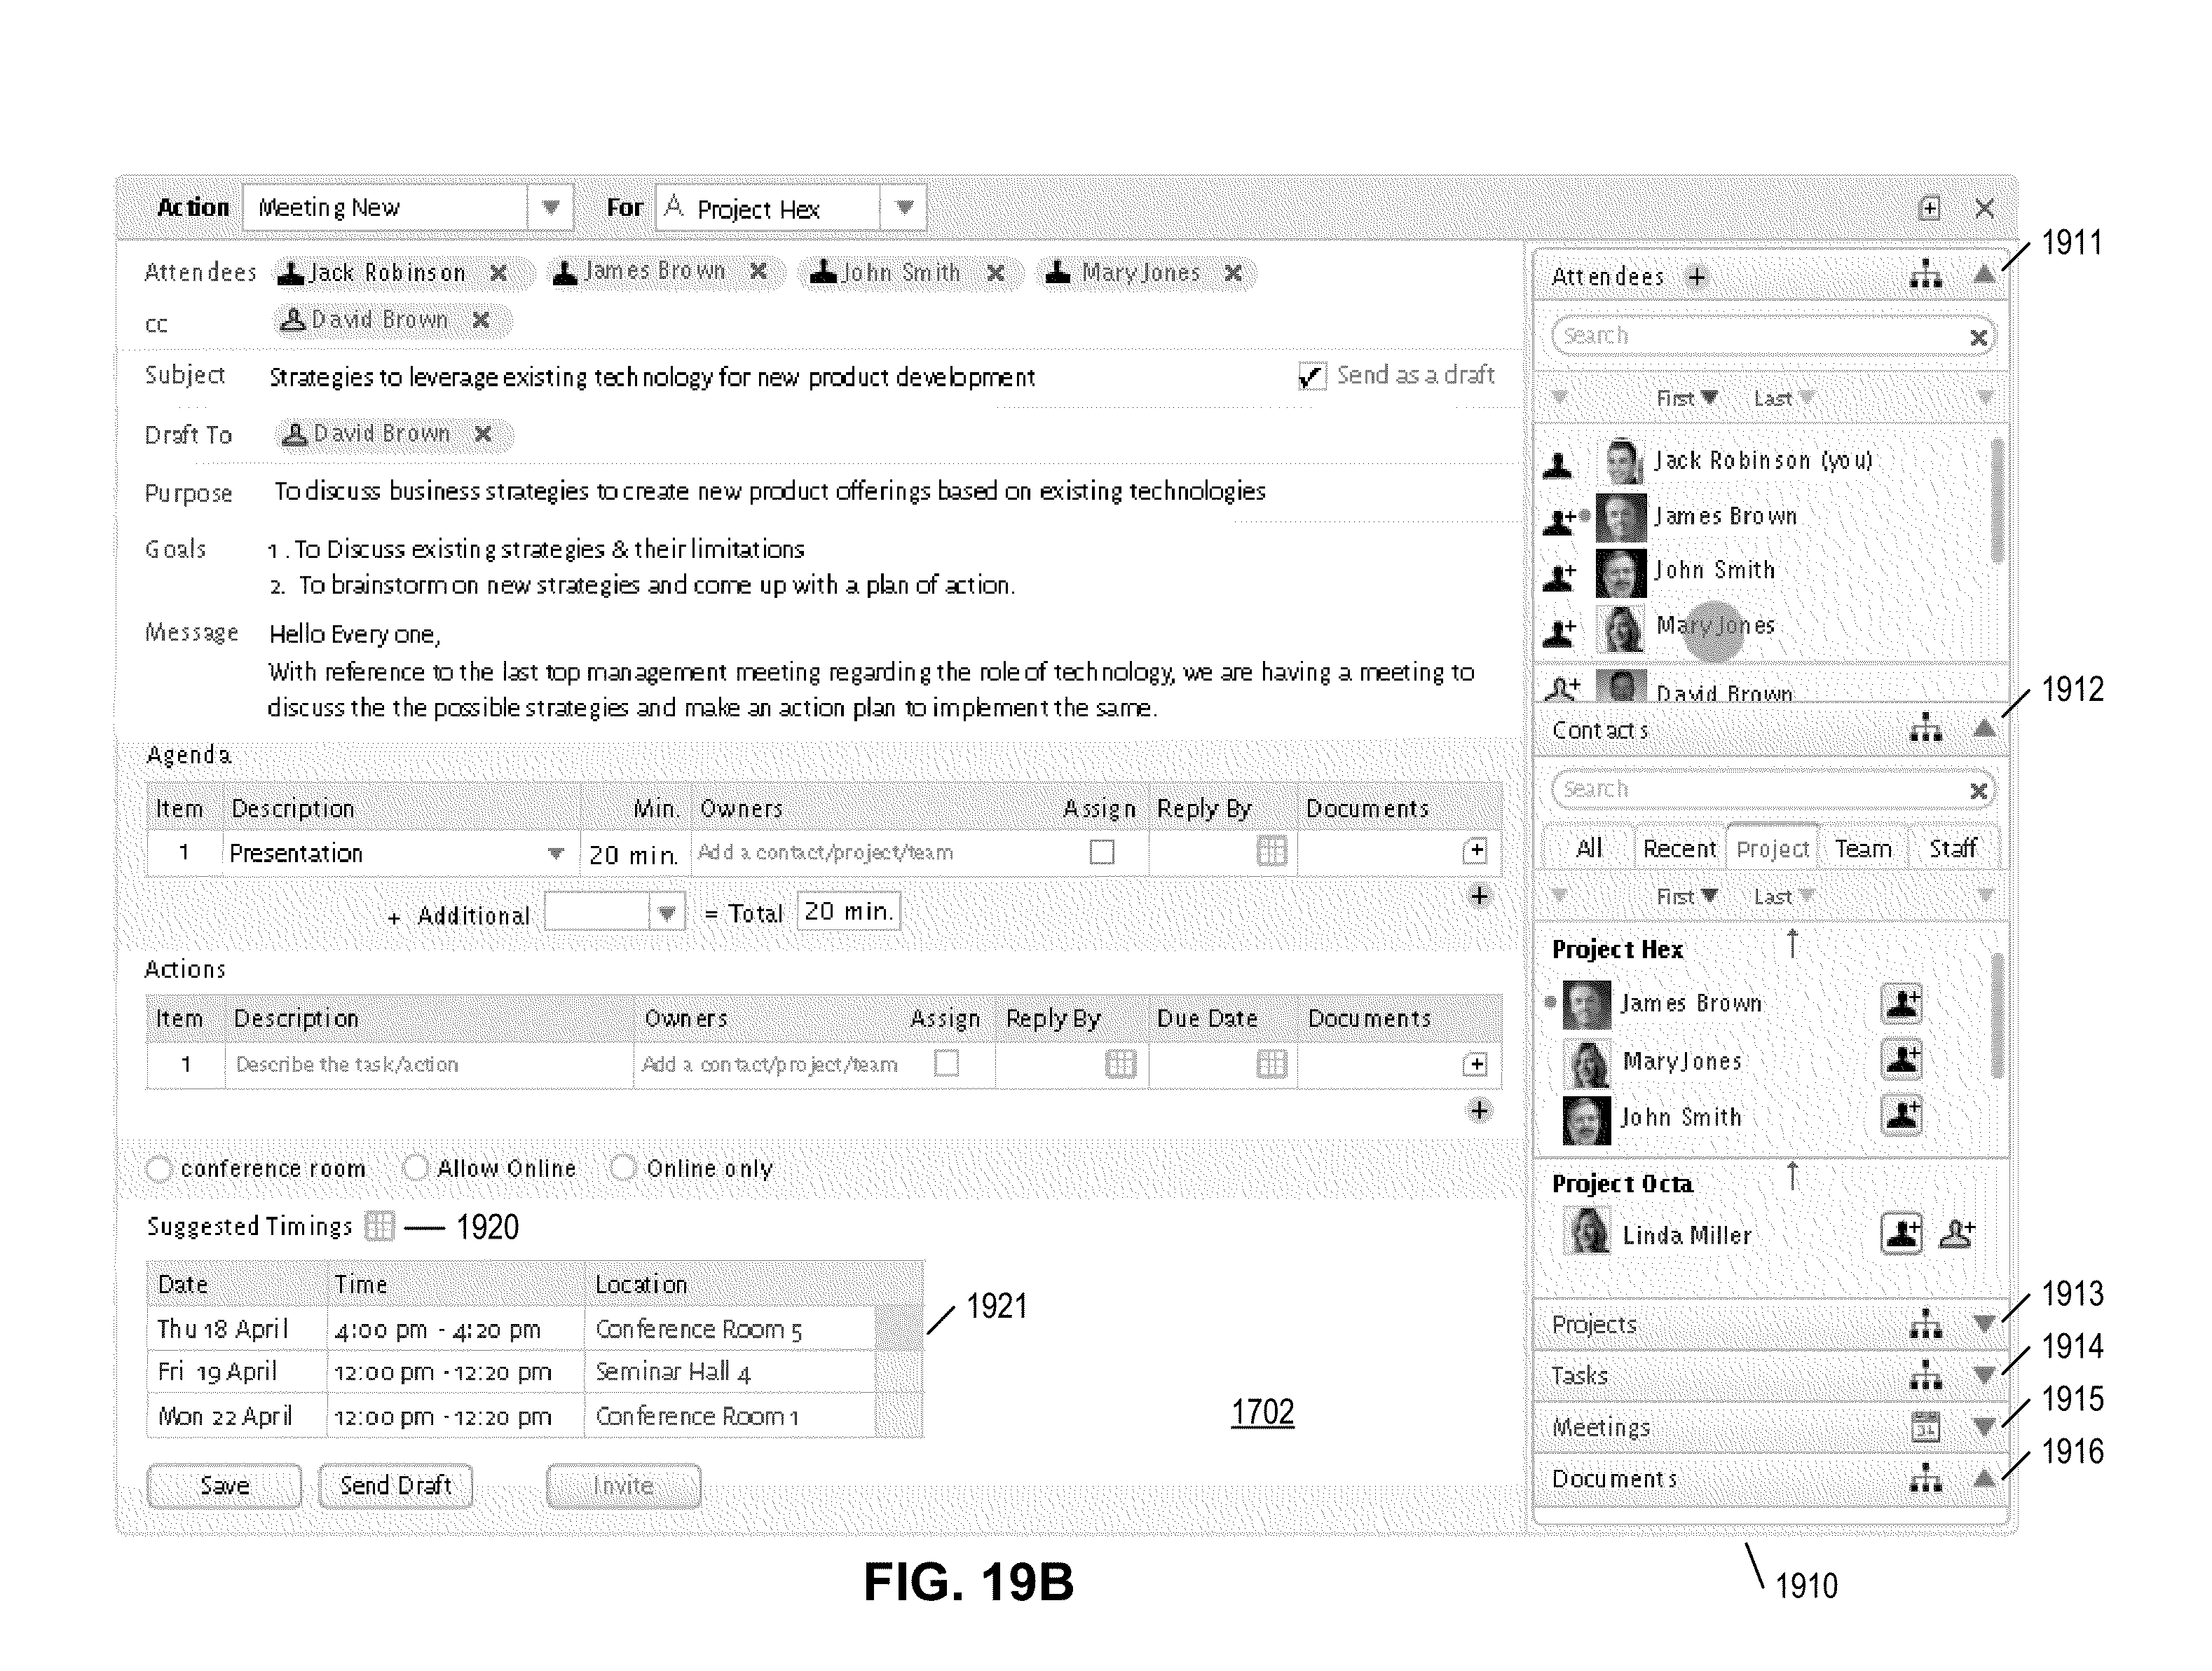 Action Meeting New For A Project Hex
Attendees Jack Robinson James Brown John Smith Mary Jones
cc David Brown
Subject Strategies to leverage existing technology for new product development Send as a draft
Draft To David Brown
Purpose To discuss business strategies to create new product offerings based on existing technologies
Goals 1. To Discuss existing strategies & their limitations
2. To brainstorm on new strategies and come up with a plan of action.
Message Hello Every one,
With reference to the last top management meeting regarding the role of technology, we are having a meeting to
discuss the the possible strategies and make an action plan to implement the same.
Agenda
Item Description Min. Owners Assign Reply By Documents
1 Presentation 20 min. Add a contact/project/team
+ Additional = Total 20 min.
Actions
Item Description Owners Assign Reply By Due Date Documents
1 Describe the task/action Add a contact/project/team
conference room Allow Online Online only
Suggested Timings 1920
Date Time Location
Thu 18 April 4:00 pm - 4:20 pm Conference Room 5
Fri 19 April 12:00 pm - 12:20 pm Seminar Hall 4
Mon 22 April 12:00 pm - 12:20 pm Conference Room 1
1921
1702
Save Send Draft Invite
Attendees +
1911
Search
First Last
Jack Robinson (you)
James Brown
John Smith
Mary Jones
David Brown
1912
Contacts
Search
All Recent Project Team Staff
First Last
Project Hex
James Brown
Mary Jones
John Smith
Project Octa
Linda Miller
Projects 1913
Tasks 1914
Meetings 31 1915
Documents 1916
1910
FIG. 19B